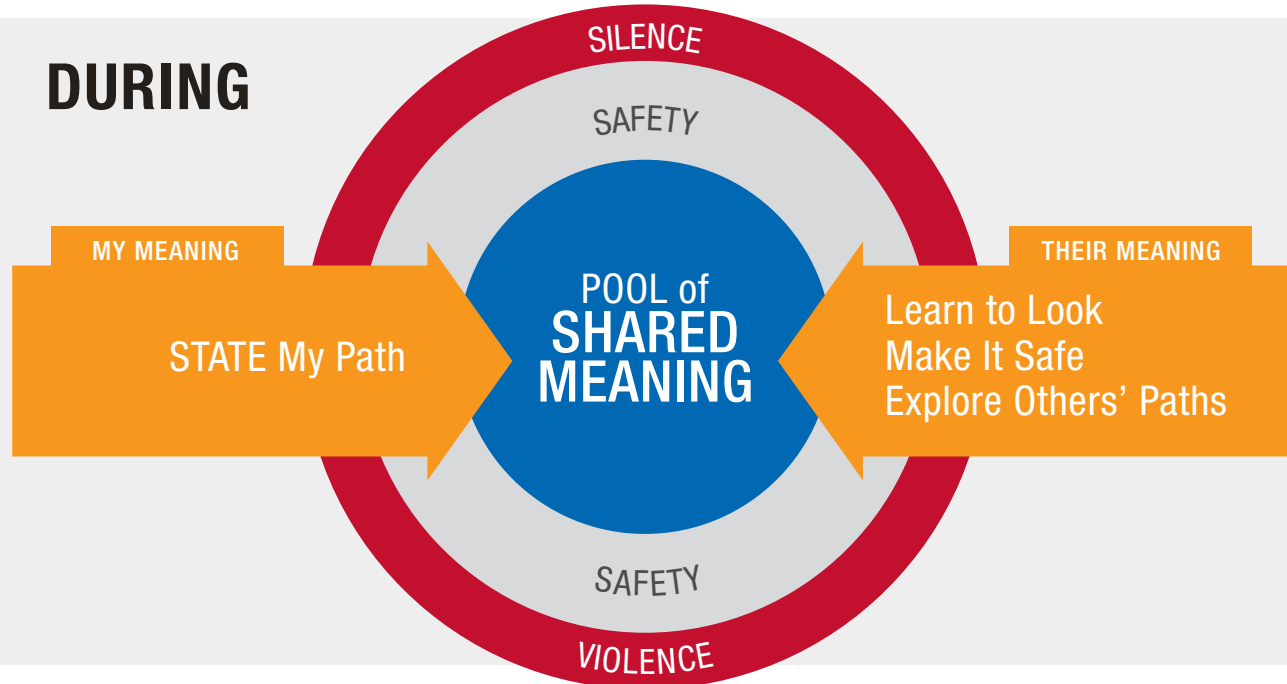 DURING
SILENCE
SAFETY
MY MEANING
STATE My Path
POOL of
SHARED
MEANING
THEIR MEANING
Learn to Look
Make It Safe
Explore Others’ Paths
SAFETY
VIOLENCE